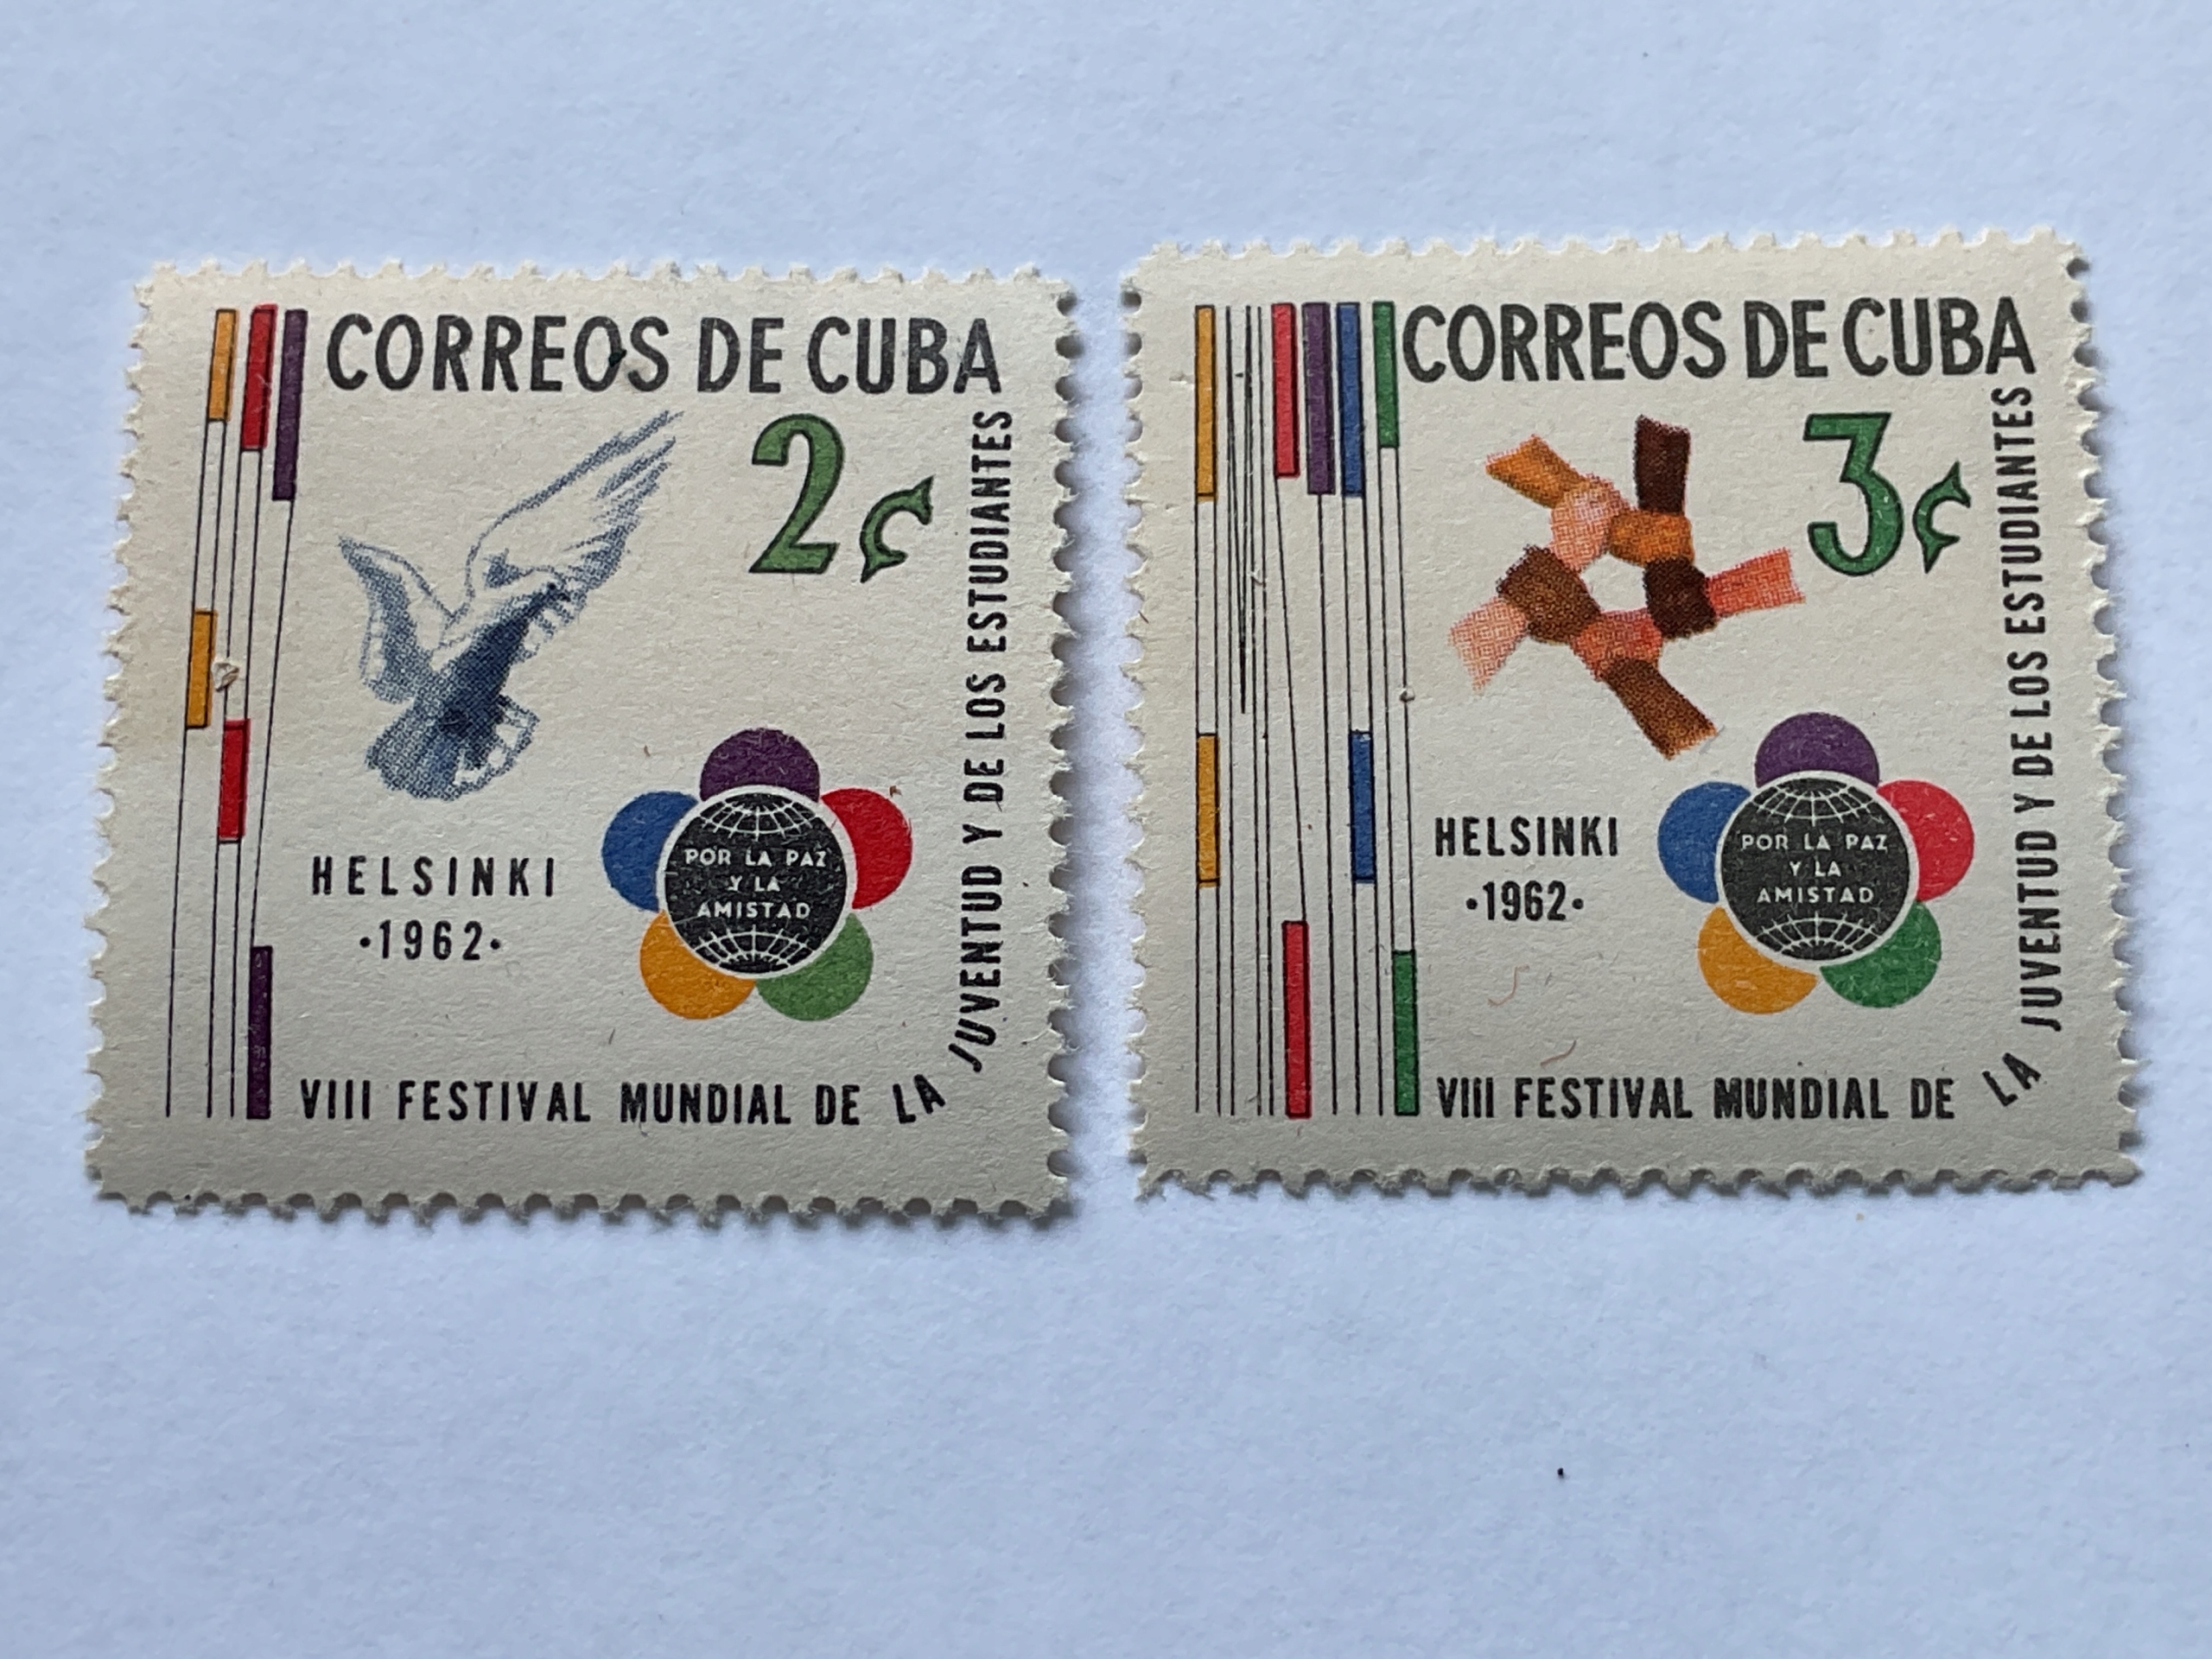 CORREOS DE CUBA
2¢
HELSINKI
·1962·
POR LA PAZ
Y LA
AMISTAD
VIII FESTIVAL MUNDIAL DE LA JUVENTUD Y DE LOS ESTUDIANTES
CORREOS DE CUBA
3¢
HELSINKI
·1962·
POR LA PAZ
Y LA
AMISTAD
VIII FESTIVAL MUNDIAL DE LA JUVENTUD Y DE LOS ESTUDIANTES